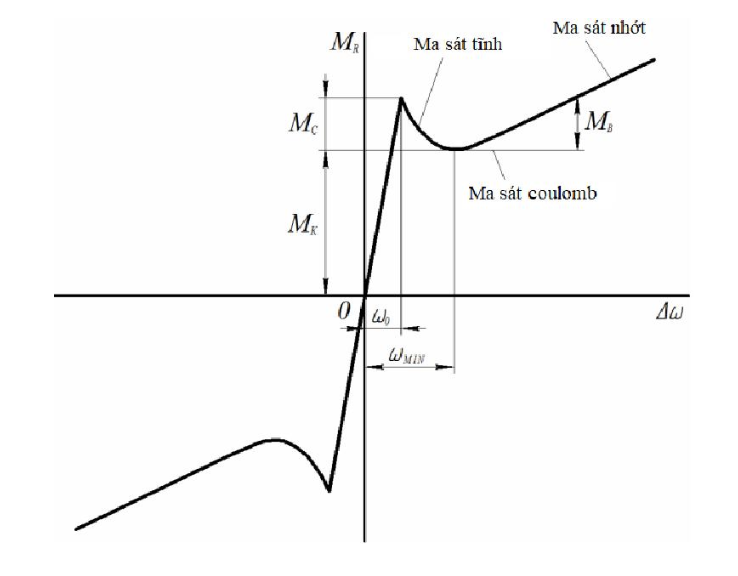 Ma sát nhớt
M_R
Ma sát tĩnh
M_C
M_B
Ma sát coulomb
M_K
0
ω_0
Δω
ω_MIN